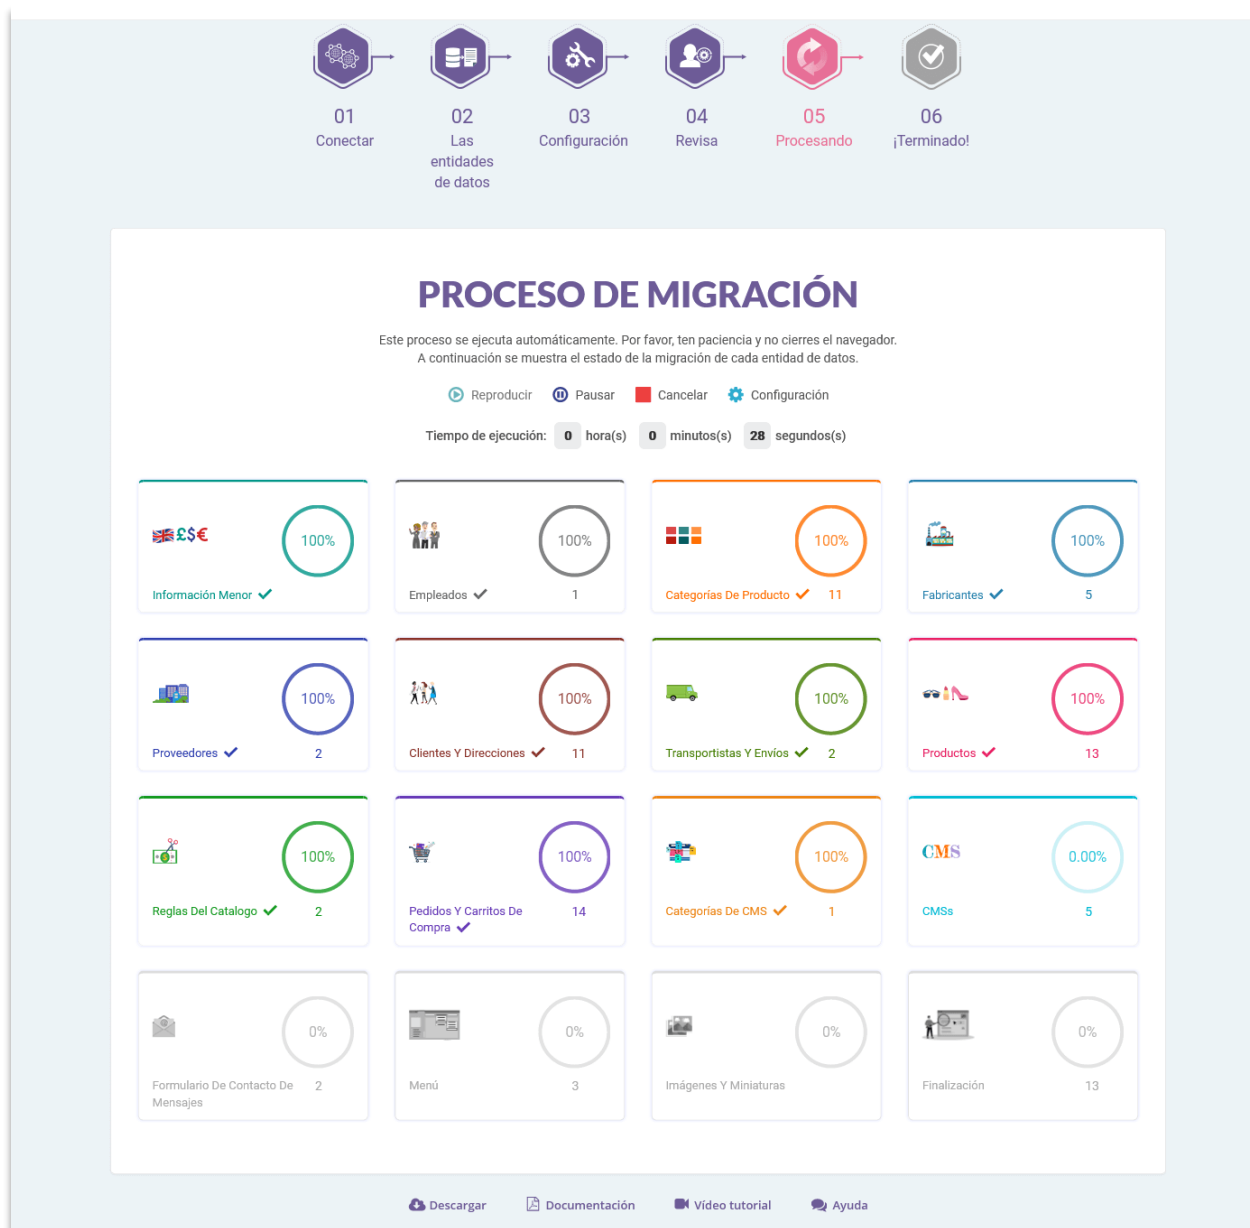 01
Conectar
02
Las
entidades
de datos
03
Configuración
04
Revisa
05
Procesando
06
¡Terminado!
PROCESO DE MIGRACIÓN
Este proceso se ejecuta automáticamente. Por favor, ten paciencia y no cierres el navegador.
A continuación se muestra el estado de la migración de cada entidad de datos.
Reproducir Pausar Cancelar Configuración
Tiempo de ejecución: 0 hora(s) 0 minutos(s) 28 segundos(s)
£$€
100%
Información Menor
100%
Empleados 1
100%
Categorías De Producto 11
100%
Fabricantes 5
100%
Proveedores 2
100%
Clientes Y Direcciones 11
100%
Transportistas Y Envíos 2
100%
Productos 13
100%
Reglas Del Catalogo 2
100%
Pedidos Y Carritos De 14
Compra
100%
Categorías De CMS 1
CMS
0.00%
CMSs 5
0%
Formulario De Contacto De 2
Mensajes
0%
Menú 3
0%
Imágenes Y Miniaturas
0%
Finalización 13
Descargar Documentación Vídeo tutorial Ayuda